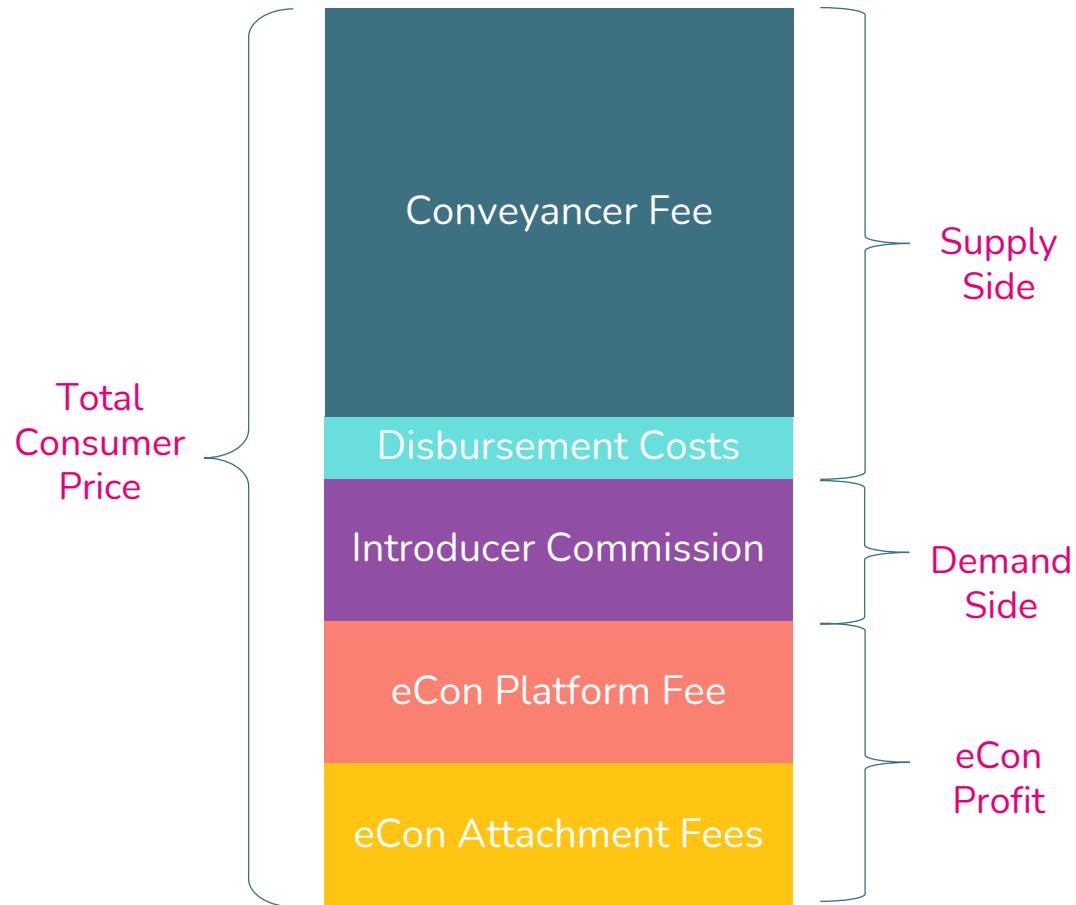 Conveyancer Fee
Supply
Side
Total
Consumer
Price
Disbursement Costs
Introducer Commission
Demand
Side
eCon Platform Fee
eCon
Profit
eCon Attachment Fees